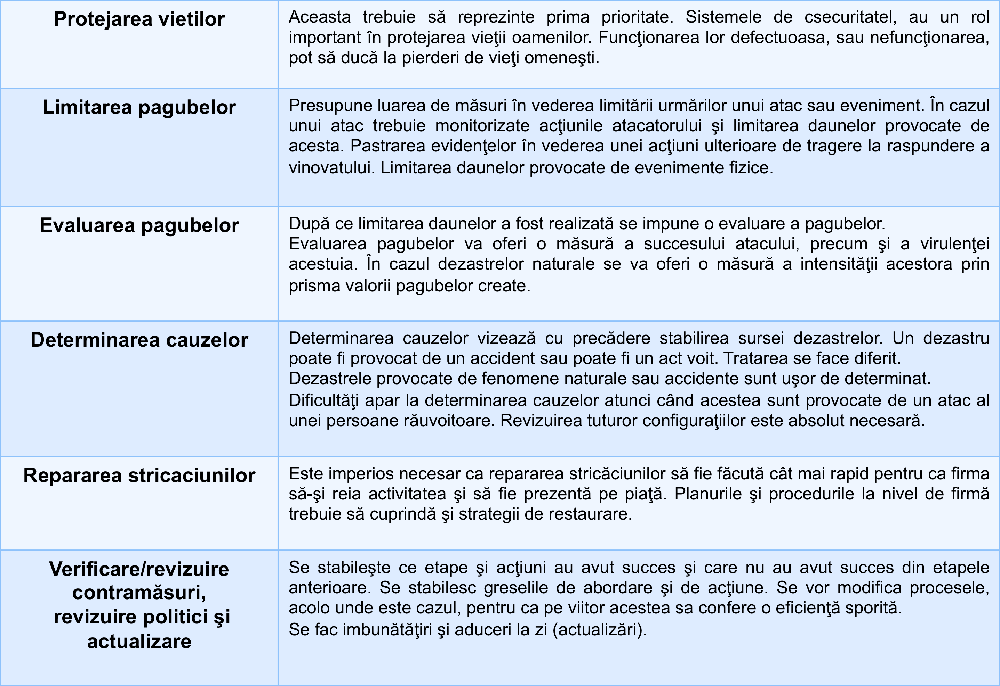 Protejarea vietilor
Aceasta trebuie să reprezinte prima prioritate. Sistemele de csecuritatel, au un rol
important în protejarea vieţii oamenilor. Funcţionarea lor defectuoasa, sau nefuncţionarea,
pot să ducă la pierderi de vieţi omeneşti.
Limitarea pagubelor
Presupune luarea de măsuri în vederea limitării urmărilor unui atac sau eveniment. În cazul
unui atac trebuie monitorizate acţiunile atacatorului şi limitarea daunelor provocate de
acesta. Pastrarea evidenţelor în vederea unei acţiuni ulterioare de tragere la raspundere a
vinovatului. Limitarea daunelor provocate de evenimente fizice.
Evaluarea pagubelor
După ce limitarea daunelor a fost realizată se impune o evaluare a pagubelor.
Evaluarea pagubelor va oferi o măsură a succesului atacului, precum şi a virulenţei
acestuia. În cazul dezastrelor naturale se va oferi o măsură a intensităţii acestora prin
prisma valorii pagubelor create.
Determinarea cauzelor
Determinarea cauzelor vizează cu precădere stabilirea sursei dezastrelor. Un dezastru
poate fi provocat de un accident sau poate fi un act voit. Tratarea se face diferit.
Dezastrele provocate de fenomene naturale sau accidente sunt uşor de determinat.
Dificultăţi apar la determinarea cauzelor atunci când acestea sunt provocate de un atac al
unei persoane răuvoitoare. Revizuirea tuturor configuraţiilor este absolut necesară.
Repararea stricaciunilor
Este imperios necesar ca repararea stricăciunilor să fie făcută cât mai rapid pentru ca firma
să-şi reia activitatea şi să fie prezentă pe piaţă. Planurile şi procedurile la nivel de firmă
trebuie să cuprindă şi strategii de restaurare.
Verificare/revizuire
contramăsuri,
revizuire politici şi
actualizare
Se stabileşte ce etape şi acţiuni au avut succes şi care nu au avut succes din etapele
anterioare. Se stabilesc greselile de abordare şi de acţiune. Se vor modifica procesele,
acolo unde este cazul, pentru ca pe viitor acestea sa confere o eficienţă sporită.
Se fac imbunătăţiri şi aduceri la zi (actualizări).